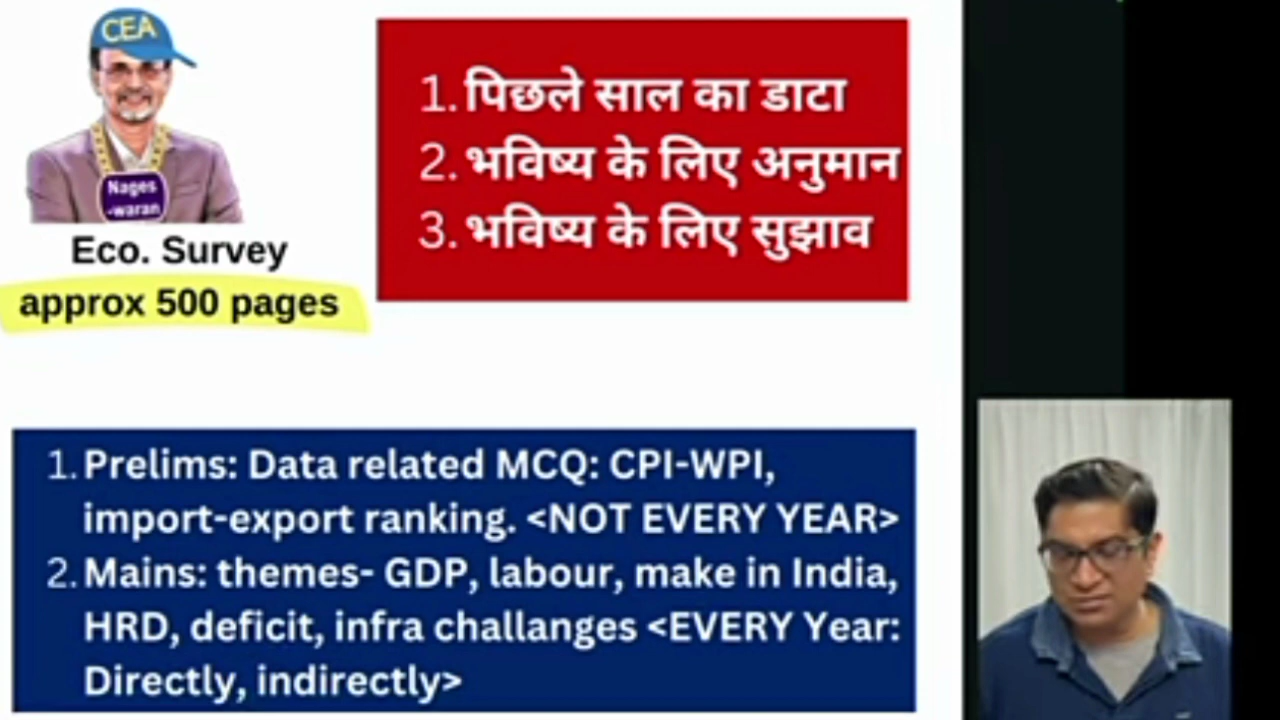 CEA
Nages
-waran
Eco. Survey
approx 500 pages
1. पिछले साल का डाटा
2. भविष्य के लिए अनुमान
3. भविष्य के लिए सुझाव
1. Prelims: Data related MCQ: CPI-WPI,
import-export ranking. <NOT EVERY YEAR>
2. Mains: themes- GDP, labour, make in India,
HRD, deficit, infra challanges <EVERY Year:
Directly, indirectly>